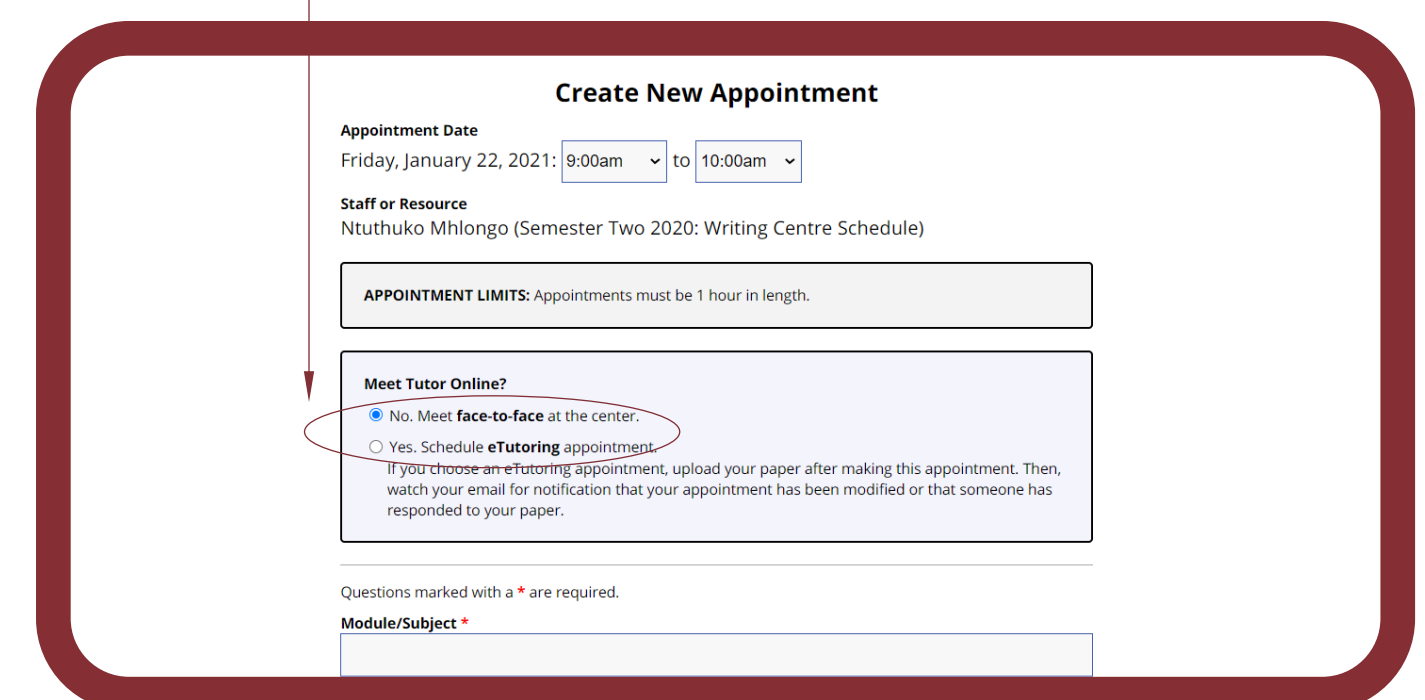 Create New Appointment
Appointment Date
Friday, January 22, 2021: 9:00am to 10:00am
Staff or Resource
Ntuthuko Mhlongo (Semester Two 2020: Writing Centre Schedule)
APPOINTMENT LIMITS: Appointments must be 1 hour in length.
Meet Tutor Online?
No. Meet face-to-face at the center.
Yes. Schedule eTutoring appointment.
If you choose an eTutoring appointment, upload your paper after making this appointment. Then,
watch your email for notification that your appointment has been modified or that someone has
responded to your paper.
Questions marked with a * are required.
Module/Subject *